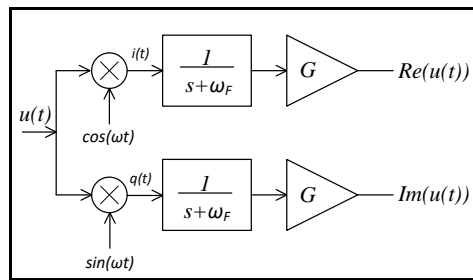 u(t)
i(t)
cos(ωt)
1
s+ωF
G
Re(u(t))
q(t)
sin(ωt)
1
s+ωF
G
Im(u(t))